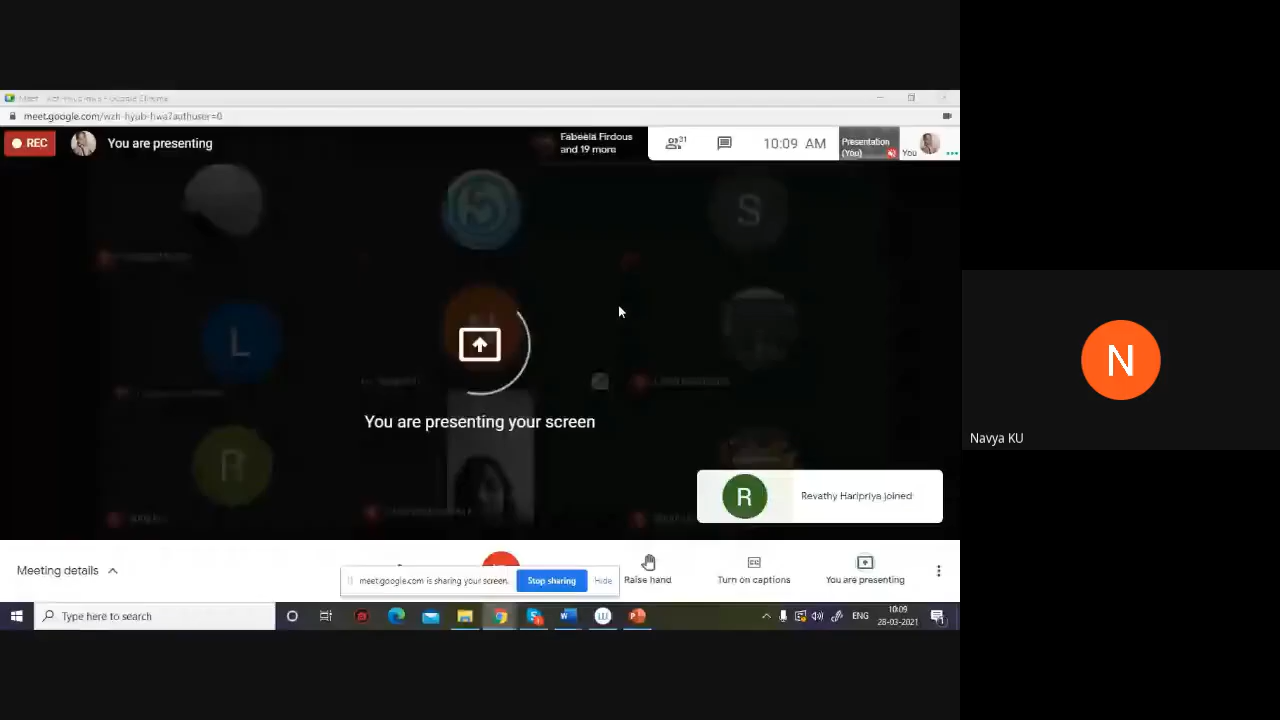 meet.google.com/wzh-hyub-hwa?authuser=0
REC
You are presenting
Fabeela Firdous
and 19 more
21
10:09 AM
Presentation
(You)
You
S
L
R
You are presenting your screen
R
Revathy Haripriya joined
N
Navya KU
Meeting details
meet.google.com is sharing your screen.
Stop sharing
Hide
Raise hand
Turn on captions
You are presenting
Type here to search
ENG
10:09
28-03-2021